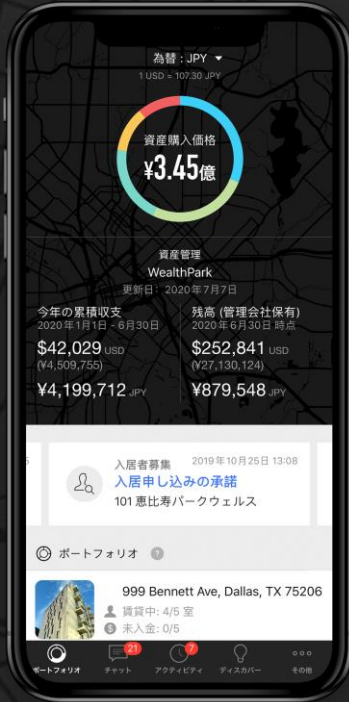 為替：JPY ▼
1 USD = 107.30 JPY
資産購入価格
¥3.45億
資産管理
WealthPark
更新日：2020年7月7日
今年の累積収支
2020年1月1日 - 6月30日
$42,029 USD
(¥4,509,755)
¥4,199,712 JPY
残高 (管理会社保有)
2020年6月30日 時点
$252,841 USD
(¥27,130,124)
¥879,548 JPY
5
入居者募集 2019年10月25日 13:08
入居申し込みの承諾
101 恵比寿パークウェルス
ポートフォリオ ?
999 Bennett Ave, Dallas, TX 75206
賃貸中: 4/5 室
未入金: 0/5
21
7
ポートフォリオ チャット アクティビティ ディスカバー その他